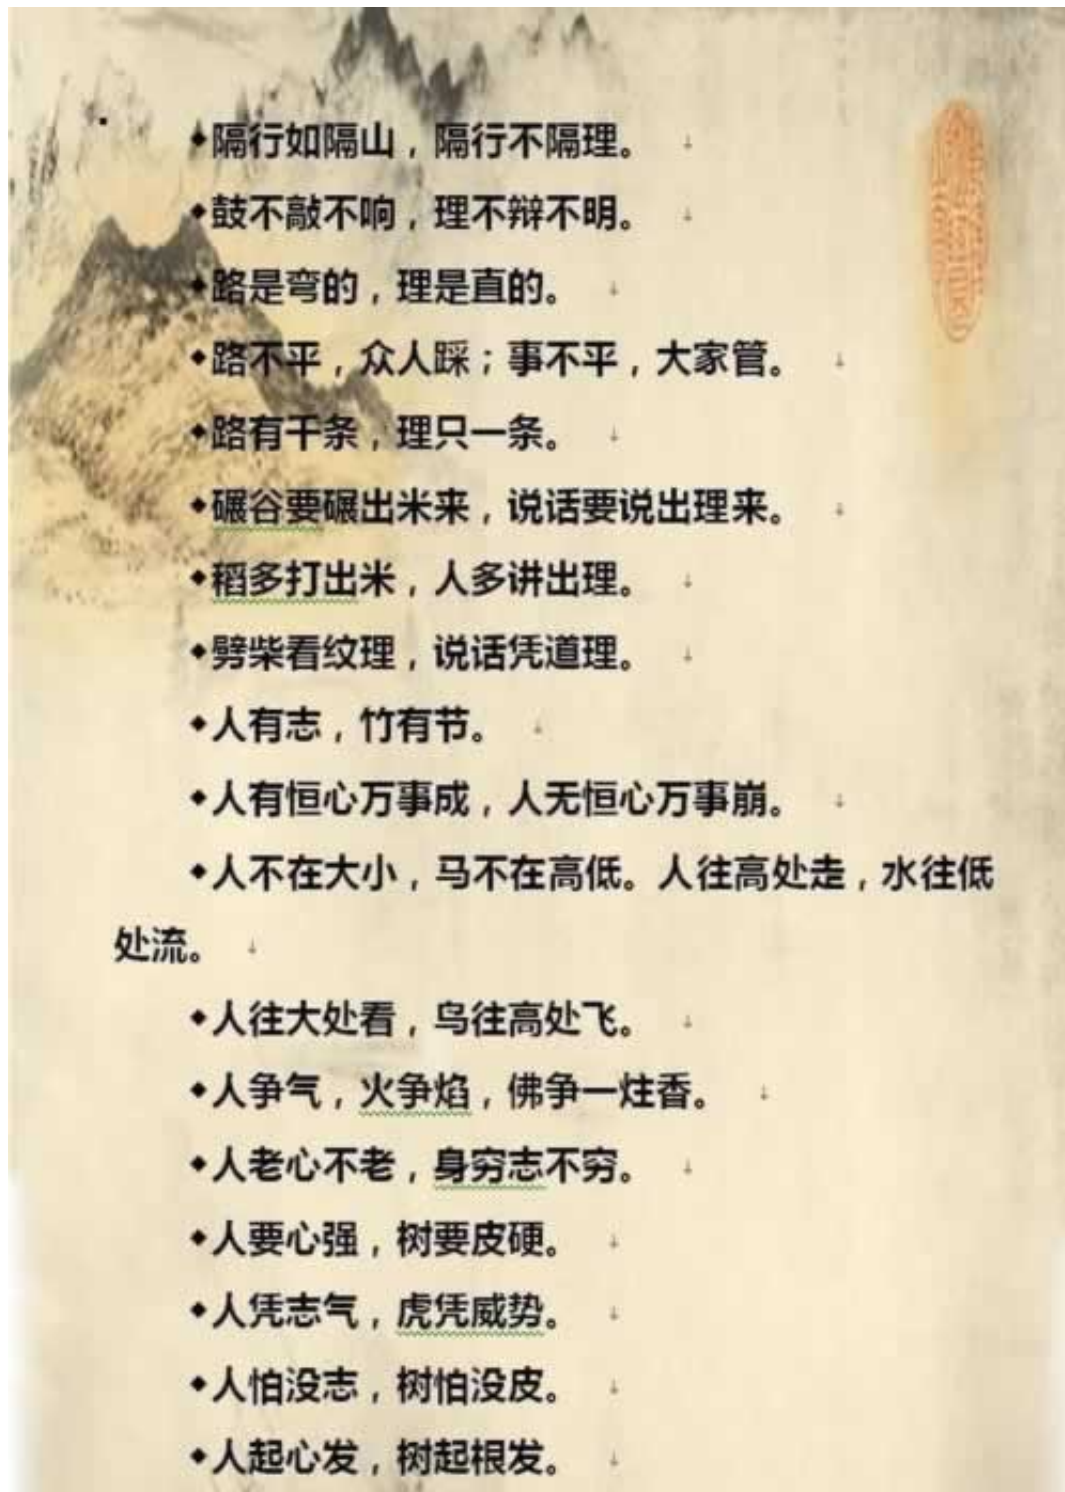 ◆隔行如隔山，隔行不隔理。↓
◆鼓不敲不响，理不辩不明。↓
◆路是弯的，理是直的。↓
◆路不平，众人踩；事不平，大家管。↓
◆路有千条，理只一条。↓
◆碾谷要碾出米来，说话要说出理来。↓
◆稻多打出米，人多讲出理。↓
◆劈柴看纹理，说话凭道理。↓
◆人有志，竹有节。↓
◆人有恒心万事成，人无恒心万事崩。↓
◆人不在大小，马不在高低。人往高处走，水往低
处流。↓
◆人往大处看，鸟往高处飞。↓
◆人争气，火争焰，佛争一炷香。↓
◆人老心不老，身穷志不穷。↓
◆人要心强，树要皮硬。↓
◆人凭志气，虎凭威势。↓
◆人怕没志，树怕没皮。↓
◆人起心发，树起根发。↓